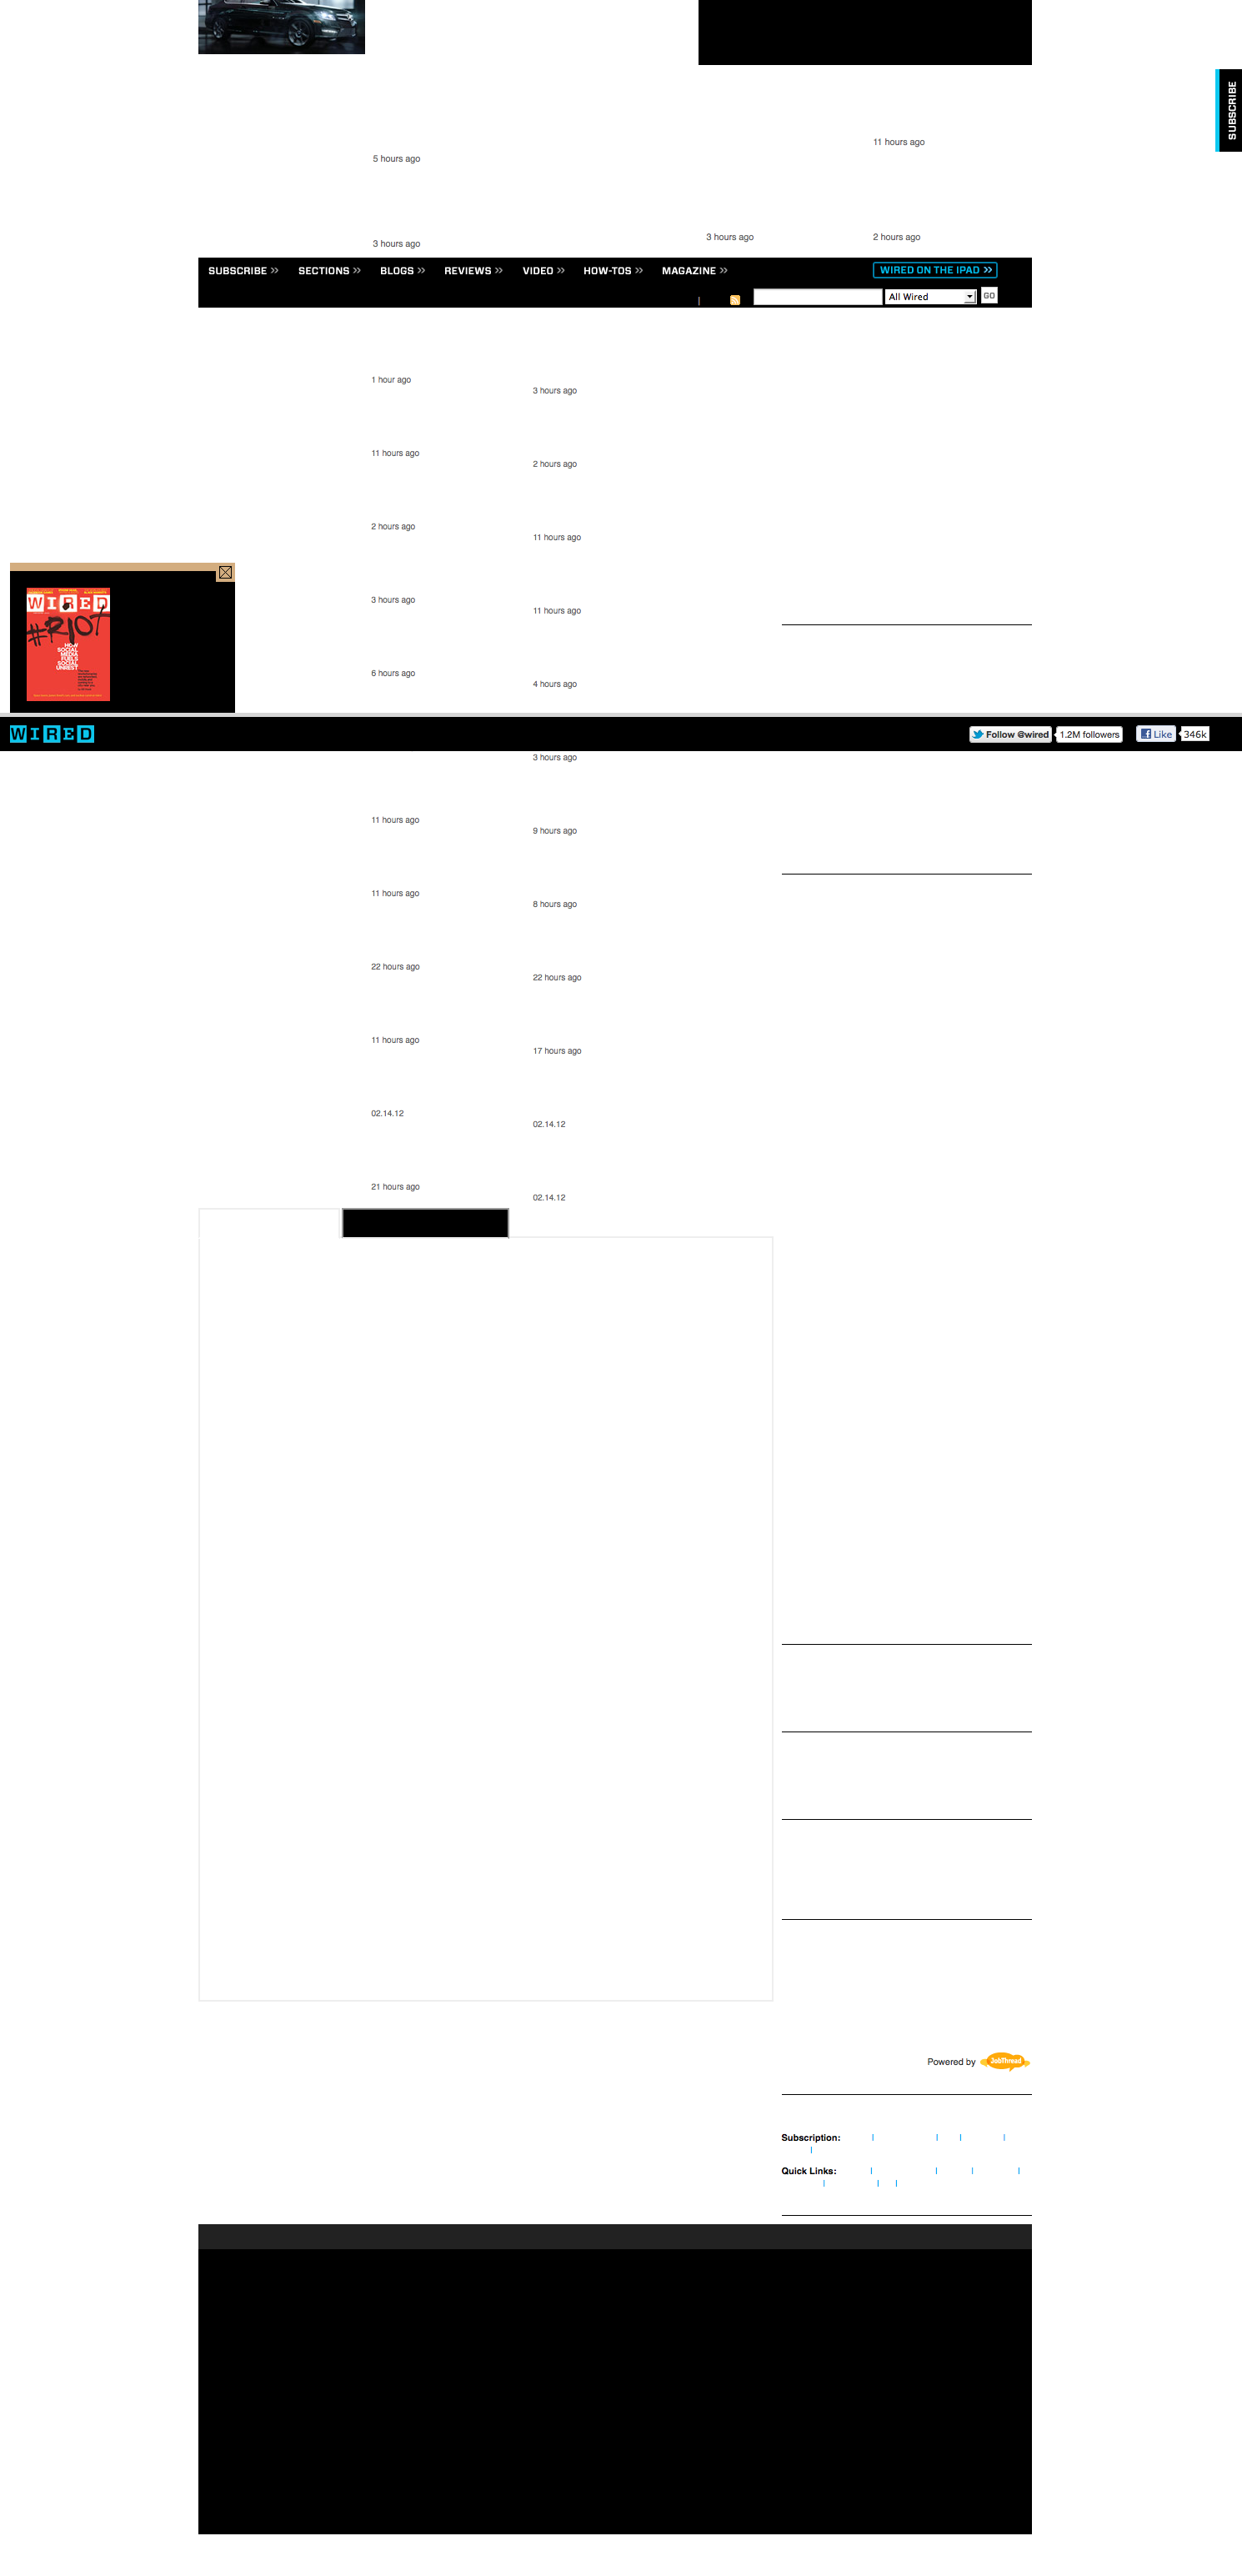 SUBSCRIBE
11 hours ago
5 hours ago
3 hours ago
2 hours ago
3 hours ago
SUBSCRIBE >> SECTIONS >> BLOGS >> REVIEWS >> VIDEO >> HOW-TOS >> MAGAZINE >> WIRED ON THE IPAD >>
| All Wired GO
1 hour ago
3 hours ago
11 hours ago
2 hours ago
2 hours ago
11 hours ago
3 hours ago
11 hours ago
6 hours ago
4 hours ago
WIRED
#RIOT
HOW
SOCIAL
MEDIA
FUELS
SOCIAL
UNREST
WIRED Follow @wired 1.2M followers Like 346k
3 hours ago
11 hours ago
9 hours ago
11 hours ago
8 hours ago
22 hours ago
22 hours ago
11 hours ago
17 hours ago
02.14.12
02.14.12
21 hours ago
02.14.12
Powered by JobThread
Subscription: | | | |
|
Quick Links: | | | | |
| | |